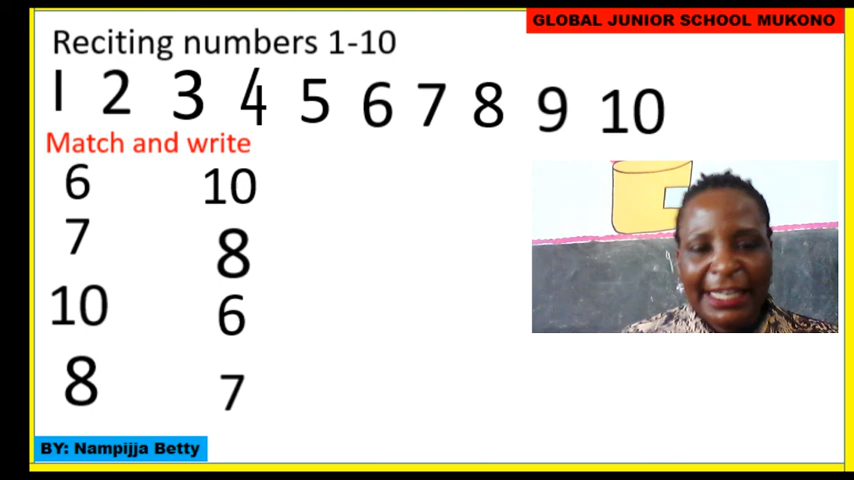 GLOBAL JUNIOR SCHOOL MUKONO
Reciting numbers 1-10
1 2 3 4 5 6 7 8 9 10
Match and write
6 10
7 8
10 6
8 7
BY: Nampijja Betty